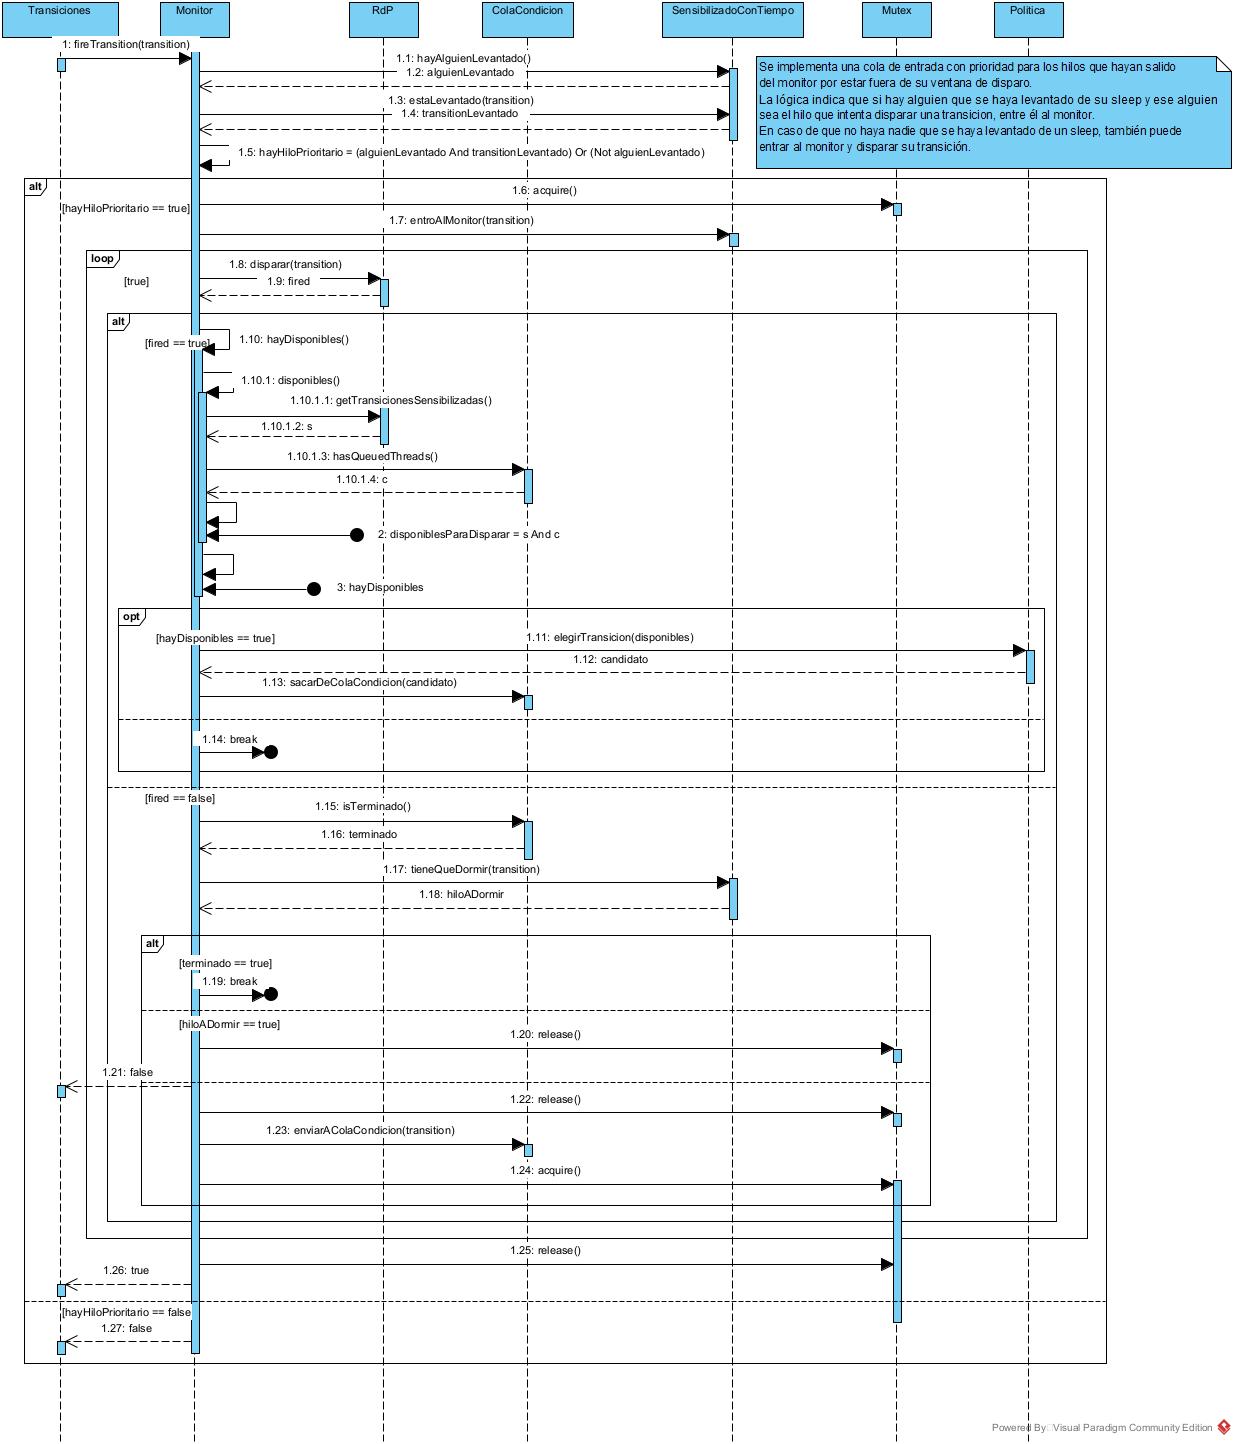 Transiciones
Monitor
RdP
ColaCondicion
SensibilizadoConTiempo
Mutex
Politica
1: fireTransition(transition)
Se implementa una cola de entrada con prioridad para los hilos que hayan salido
del monitor por estar fuera de su ventana de disparo.
La lógica indica que si hay alguien que se haya levantado de su sleep y ese alguien
sea el hilo que intenta disparar una transicion, entre él al monitor.
En caso de que no haya nadie que se haya levantado de un sleep, también puede
entrar al monitor y disparar su transición.
1.1: hayAlguienLevantado()
1.2: alguienLevantado
1.3: estaLevantado(transition)
1.4: transitionLevantado
1.5: hayHiloPrioritario = (alguienLevantado And transitionLevantado) Or (Not alguienLevantado)
alt
[hayHiloPrioritario == true]
1.6: acquire()
1.7: entroAlMonitor(transition)
loop
[true]
1.8: disparar(transition)
1.9: fired
alt
[fired == true]
1.10: hayDisponibles()
1.10.1: disponibles()
1.10.1.1: getTransicionesSensibilizadas()
1.10.1.2: s
1.10.1.3: hasQueuedThreads()
1.10.1.4: c
2: disponiblesParaDisparar = s And c
3: hayDisponibles
opt
[hayDisponibles == true]
1.11: elegirTransicion(disponibles)
1.12: candidato
1.13: sacarDeColaCondicion(candidato)
1.14: break
[fired == false]
1.15: isTerminado()
1.16: terminado
1.17: tieneQueDormir(transition)
1.18: hiloADormir
alt
[terminado == true]
1.19: break
[hiloADormir == true]
1.20: release()
1.21: false
1.22: release()
1.23: enviarAColaCondicion(transition)
1.24: acquire()
1.25: release()
1.26: true
[hayHiloPrioritario == false
1.27: false
Powered By Visual Paradigm Community Edition